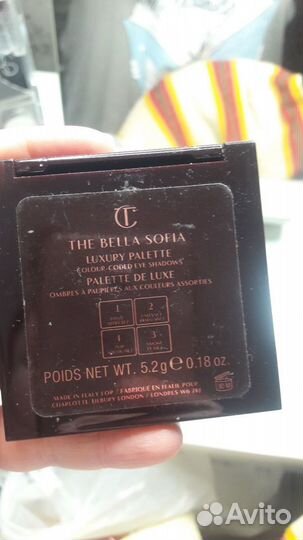 CT
THE BELLA SOFIA
LUXURY PALETTE
COLOUR-CODED EYE SHADOWS
PALETTE DE LUXE
OMBRES À PAUPIÈRES AUX COULEURS ASSORTIES
1 2
4 3
POIDS NET WT. 5.2g e 0.18 oz.
MADE IN ITALY FOR / FABRIQUÉ EN ITALIE POUR
CHARLOTTE TILBURY LONDON / LONDRES W6 7NJ
Avito